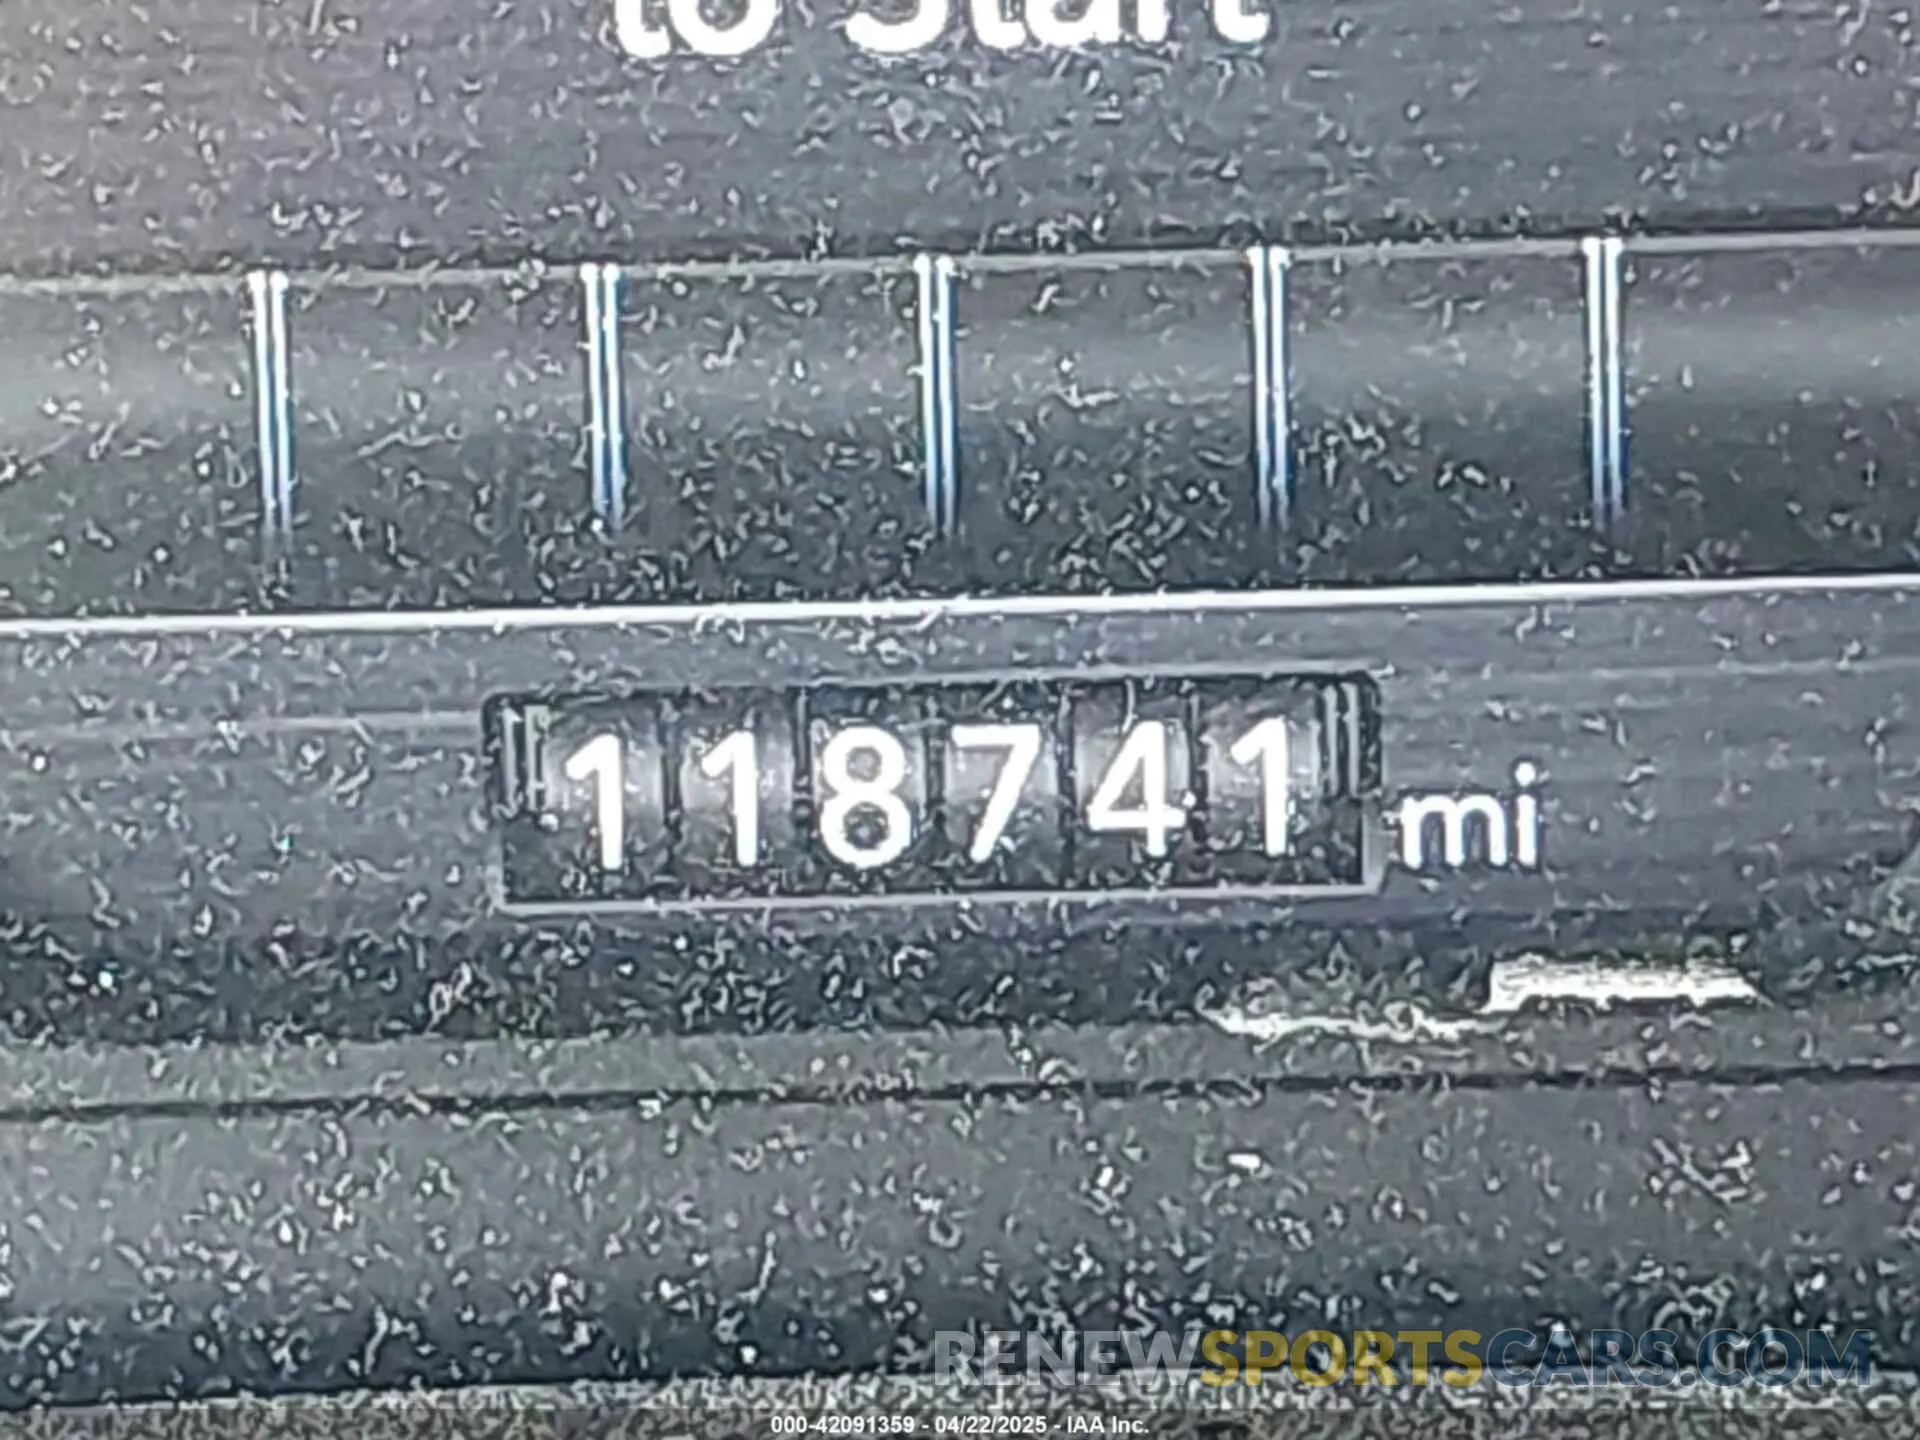 to Start
118741 mi
RENEWSPORTSCARS.COM
000-42091359 - 04/22/2025 - IAA Inc.